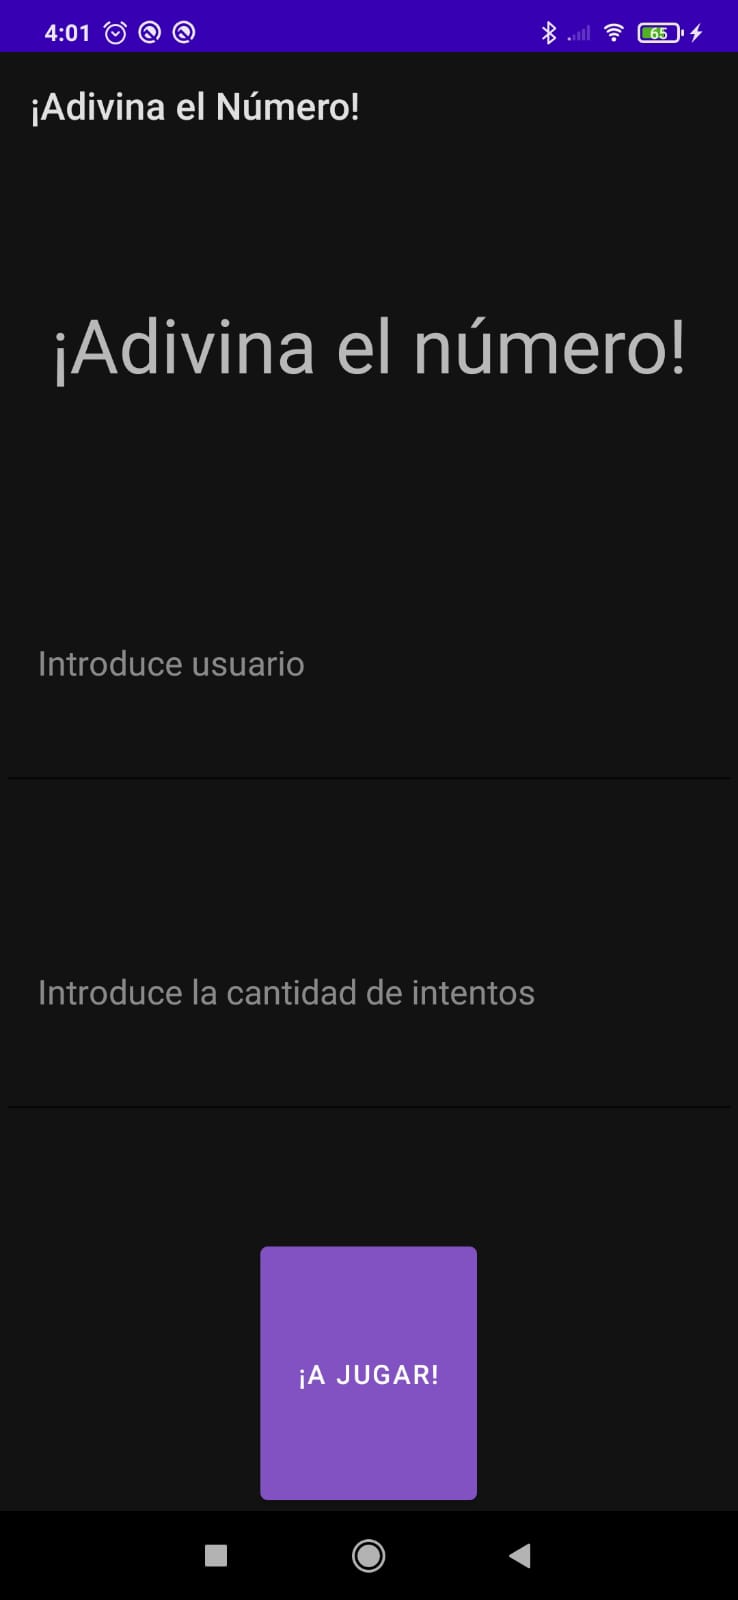 4:01
65
¡Adivina el Número!
¡Adivina el número!
Introduce usuario
Introduce la cantidad de intentos
¡A JUGAR!